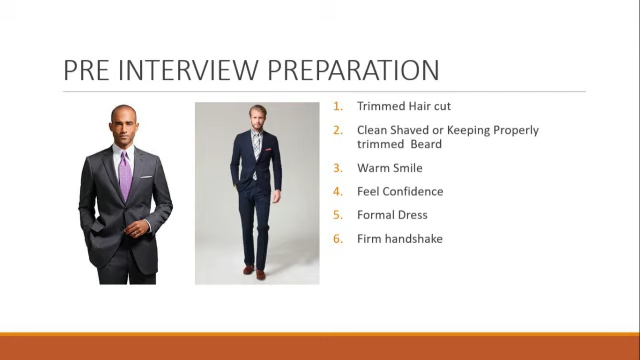 PRE INTERVIEW PREPARATION
1. Trimmed Hair cut
2. Clean Shaved or Keeping Properly
trimmed Beard
3. Warm Smile
4. Feel Confidence
5. Formal Dress
6. Firm handshake